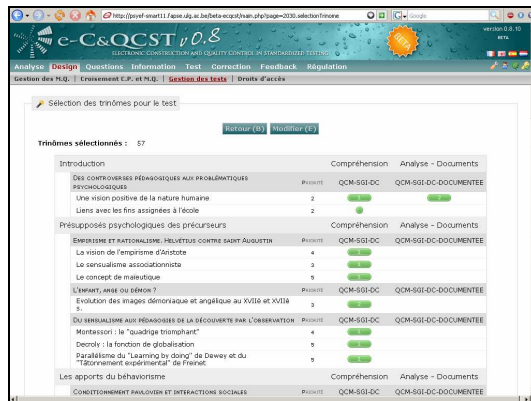 http://psyef-smart11.fapse.ulg.ac.be/beta-ecqcst/main.php?page=2030.selectionTrinome
Google
version 0.8.10
BETA
e-C&QCST v0.8
ELECTRONIC CONSTRUCTION AND QUALITY CONTROL IN STANDARDIZED TESTING
Analyse Design Questions Information Test Correction Feedback Régulation
Gestion des M.Q. | Croisement C.P. et M.Q. | Gestion des tests | Droits d'accès
Sélection des trinômes pour le test
Retour (B) Modifier (E)
Trinômes sélectionnés : 57
Introduction Compréhension Analyse - Documents
DES CONTROVERSES PÉDAGOGIQUES AUX PROBLÉMATIQUES PSYCHOLOGIQUES PRIORITÉ QCM-SGI-DC QCM-SGI-DC-DOCUMENTEE
Une vision positive de la nature humaine 2
Liens avec les fins assignées à l'école 2
Présupposés psychologiques des précurseurs Compréhension Analyse - Documents
EMPIRISME ET RATIONALISME. HELVÉTIUS CONTRE SAINT AUGUSTIN PRIORITÉ QCM-SGI-DC QCM-SGI-DC-DOCUMENTEE
La vision de l'empirisme d'Aristote 4
Le sensualisme associationniste 3
Le concept de maieutique 5
L'ENFANT, ANGE OU DÉMON ? PRIORITÉ QCM-SGI-DC QCM-SGI-DC-DOCUMENTEE
Evolution des images démoniaque et angélique au XVIIè et XVIIè s. 3
DU SENSUALISME AUX PÉDAGOGIES DE LA DÉCOUVERTE PAR L'OBSERVATION PRIORITÉ QCM-SGI-DC QCM-SGI-DC-DOCUMENTEE
Montessori : le "quadrige triomphant" 4
Decroly : la fonction de globalisation 5
Parallélisme du "Learning by doing" de Dewey et du
"Tâtonnement expérimental" de Freinet 5
Les apports du béhaviorisme Compréhension Analyse - Documents
CONDITIONNEMENT PAVLOVIEN ET INTERACTIONS SOCIALES PRIORITÉ QCM-SGI-DC QCM-SGI-DC-DOCUMENTEE